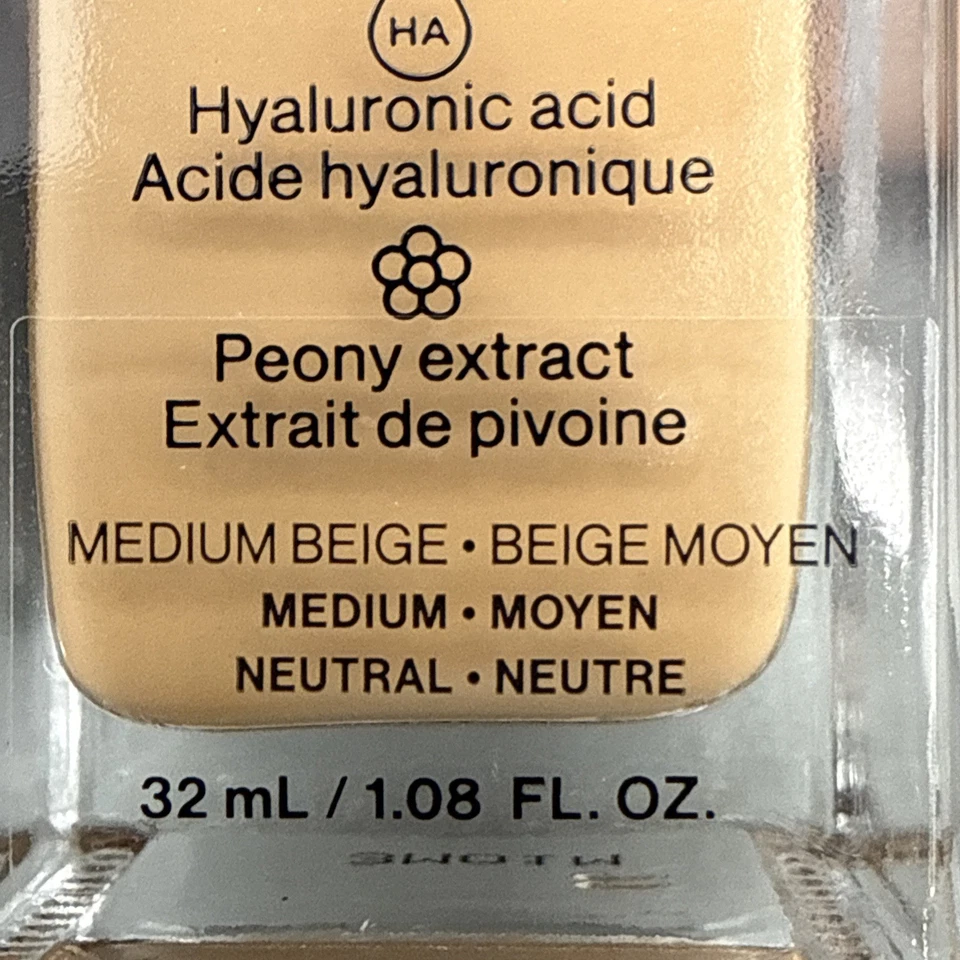 HA
Hyaluronic acid
Acide hyaluronique
Peony extract
Extrait de pivoine
MEDIUM BEIGE • BEIGE MOYEN
MEDIUM • MOYEN
NEUTRAL • NEUTRE
32 mL / 1.08 FL. OZ.